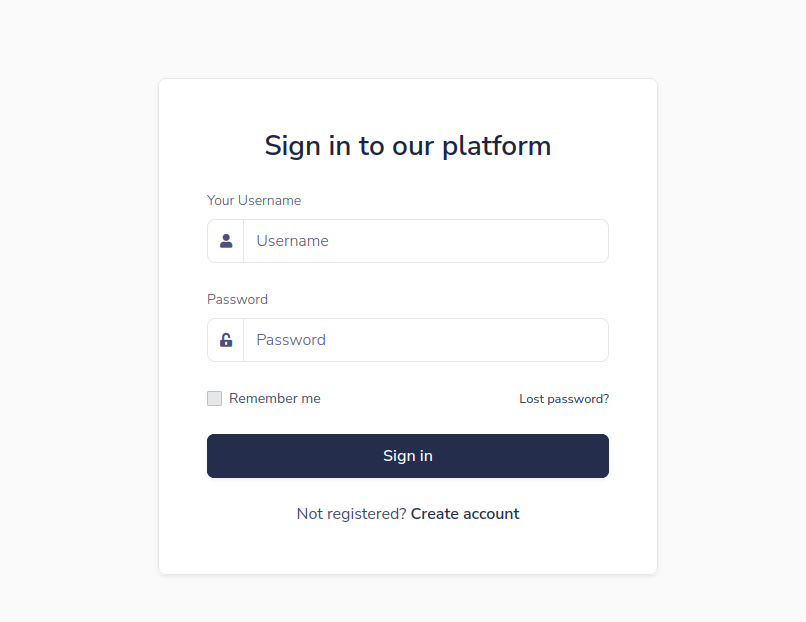 Sign in to our platform
Your Username
Username
Password
Password
Remember me Lost password?
Sign in
Not registered? Create account